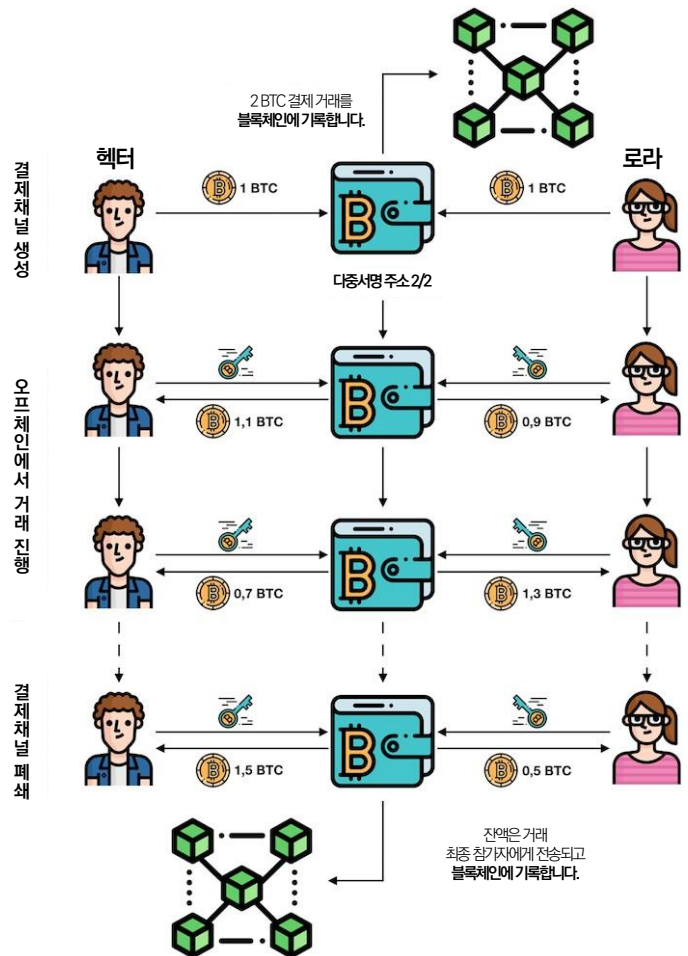 2 BTC 결제 거래를
블록체인에 기록합니다.
헥터
로라
결제채널 생성
1 BTC
1 BTC
다중서명 주소 2/2
오프체인에서 거래 진행
1,1 BTC
0,9 BTC
0,7 BTC
1,3 BTC
결제채널 폐쇄
1,5 BTC
0,5 BTC
잔액은 거래
최종 참가자에게 전송되고
블록체인에 기록합니다.